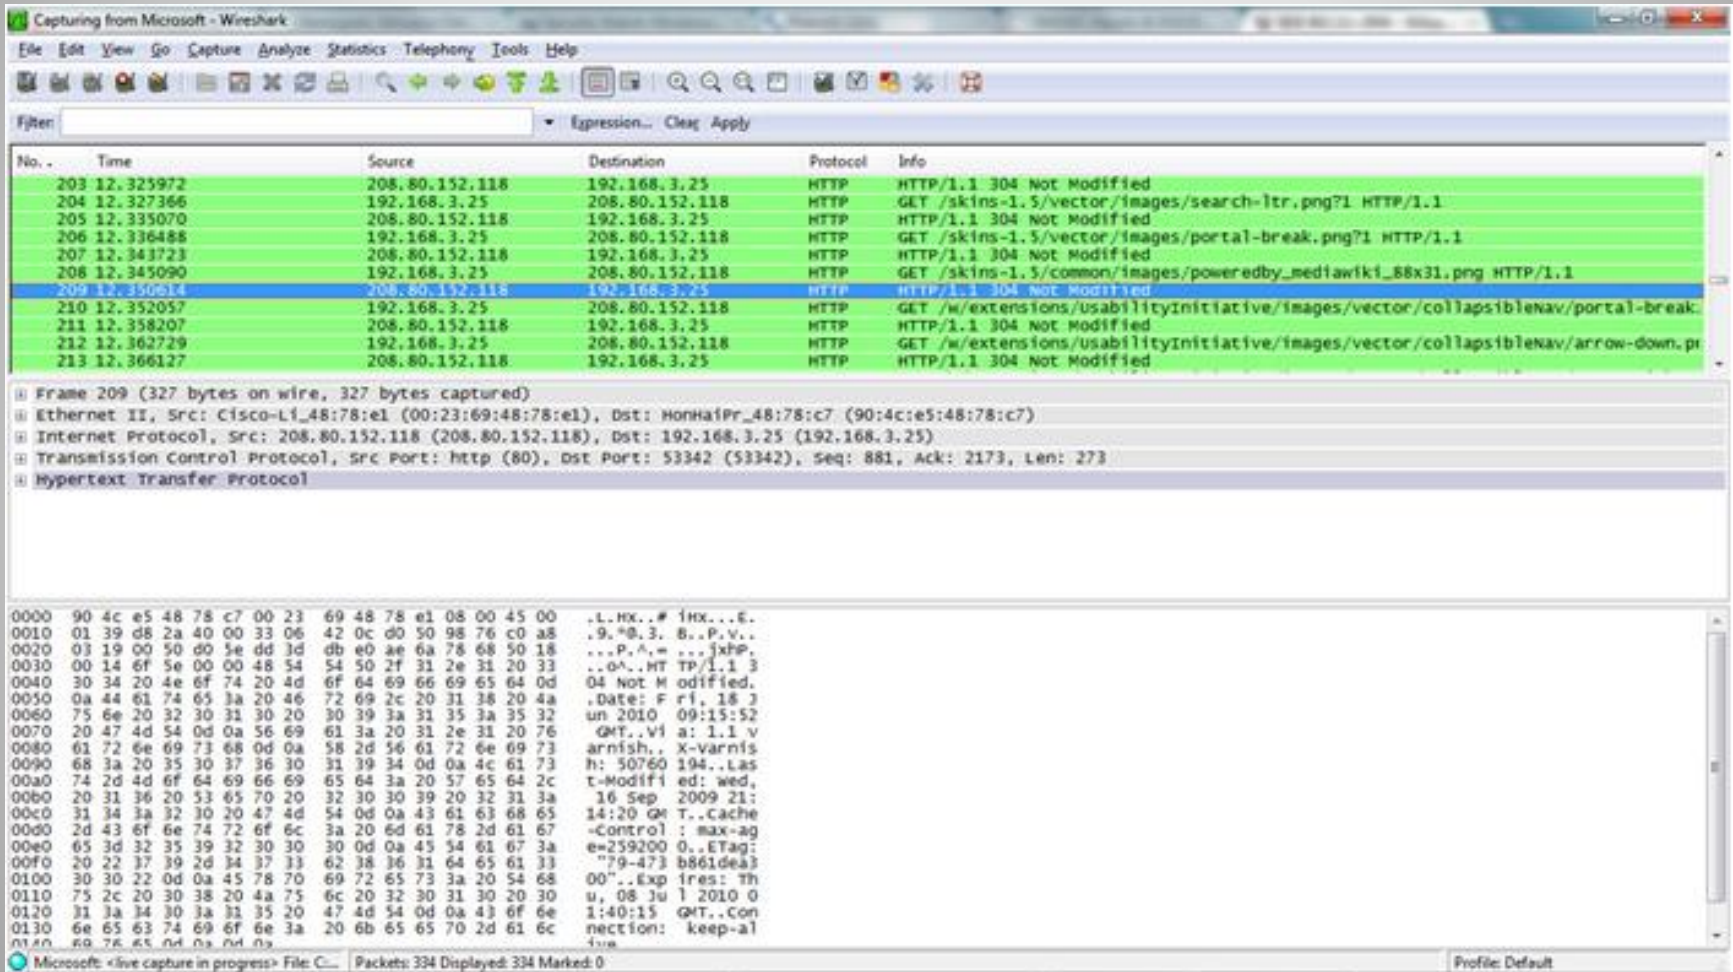 Capturing from Microsoft - Wireshark
File Edit View Go Capture Analyze Statistics Telephony Tools Help
Filter: Expression... Clear Apply
No. . Time Source Destination Protocol Info
203 12.325972 208.80.152.118 192.168.3.25 HTTP HTTP/1.1 304 Not Modified
204 12.327366 192.168.3.25 208.80.152.118 HTTP GET /skins-1.5/vector/images/search-ltr.png?1 HTTP/1.1
205 12.335070 208.80.152.118 192.168.3.25 HTTP HTTP/1.1 304 Not Modified
206 12.336488 192.168.3.25 208.80.152.118 HTTP GET /skins-1.5/vector/images/portal-break.png?1 HTTP/1.1
207 12.343723 208.80.152.118 192.168.3.25 HTTP HTTP/1.1 304 Not Modified
208 12.345090 192.168.3.25 208.80.152.118 HTTP GET /skins-1.5/common/images/poweredby_mediawiki_88x31.png HTTP/1.1
209 12.350614 208.80.152.118 192.168.3.25 HTTP HTTP/1.1 304 Not Modified
210 12.352057 192.168.3.25 208.80.152.118 HTTP GET /w/extensions/UsabilityInitiative/images/vector/collapsibleNav/portal-break.
211 12.358207 208.80.152.118 192.168.3.25 HTTP HTTP/1.1 304 Not Modified
212 12.362729 192.168.3.25 208.80.152.118 HTTP GET /w/extensions/UsabilityInitiative/images/vector/collapsibleNav/arrow-down.pr
213 12.366127 208.80.152.118 192.168.3.25 HTTP HTTP/1.1 304 Not Modified
Frame 209 (327 bytes on wire, 327 bytes captured)
Ethernet II, Src: Cisco-Li_48:78:e1 (00:23:69:48:78:e1), Dst: HonHaiPr_48:78:c7 (90:4c:e5:48:78:c7)
Internet Protocol, Src: 208.80.152.118 (208.80.152.118), Dst: 192.168.3.25 (192.168.3.25)
Transmission Control Protocol, Src Port: http (80), Dst Port: 53342 (53342), Seq: 881, Ack: 2173, Len: 273
Hypertext Transfer Protocol
0000 90 4c e5 48 78 c7 00 23 69 48 78 e1 08 00 45 00 .L.Hx..# iHx...E.
0010 01 39 d8 2a 40 00 33 06 42 0c d0 50 98 76 c0 a8 .9.*@.3. B..P.v..
0020 03 19 00 50 d0 5e dd 3d db e0 ae 6a 78 68 50 18 ...P.^.= ...jxhP.
0030 00 14 6f 5e 00 00 48 54 54 50 2f 31 2e 31 20 33 ..o^..HT TP/1.1 3
0040 30 34 20 4e 6f 74 20 4d 6f 64 69 66 69 65 64 0d 04 Not M odified.
0050 0a 44 61 74 65 3a 20 46 72 69 2c 20 31 38 20 4a .Date: F ri, 18 J
0060 75 6e 20 32 30 31 30 20 30 39 3a 31 35 3a 35 32 un 2010 09:15:52
0070 20 47 4d 54 0d 0a 56 69 61 3a 20 31 2e 31 20 76 GMT..Vi a: 1.1 v
0080 61 72 6e 69 73 68 0d 0a 58 2d 56 61 72 6e 69 73 arnish.. X-Varnis
0090 68 3a 20 35 30 37 36 30 31 39 34 0d 0a 4c 61 73 h: 50760 194..Las
00a0 74 2d 4d 6f 64 69 66 69 65 64 3a 20 57 65 64 2c t-Modifi ed: Wed,
00b0 20 31 36 20 53 65 70 20 32 30 30 39 20 32 31 3a 16 Sep 2009 21:
00c0 31 34 3a 32 30 20 47 4d 54 0d 0a 43 61 63 68 65 14:20 GM T..Cache
00d0 2d 43 6f 6e 74 72 6f 6c 3a 20 6d 61 78 2d 61 67 -Control : max-ag
00e0 65 3d 32 35 39 32 30 30 30 0d 0a 45 54 61 67 3a e=259200 0..ETag:
00f0 20 22 37 39 2d 34 37 33 62 38 36 31 64 65 61 33 "79-473 b861dea3
0100 30 30 22 0d 0a 45 78 70 69 72 65 73 3a 20 54 68 00"..Exp ires: Th
0110 75 2c 20 30 38 20 4a 75 6c 20 32 30 31 30 20 30 u, 08 Ju l 2010 0
0120 31 3a 34 30 3a 31 35 20 47 4d 54 0d 0a 43 6f 6e 1:40:15 GMT..Con
0130 6e 65 63 74 69 6f 6e 3a 20 6b 65 65 70 2d 61 6c nection: keep-al
0140 69 76 65 0d 0a 0d 0a ive
Microsoft: <live capture in progress> File: C:... Packets: 334 Displayed: 334 Marked: 0 Profile: Default